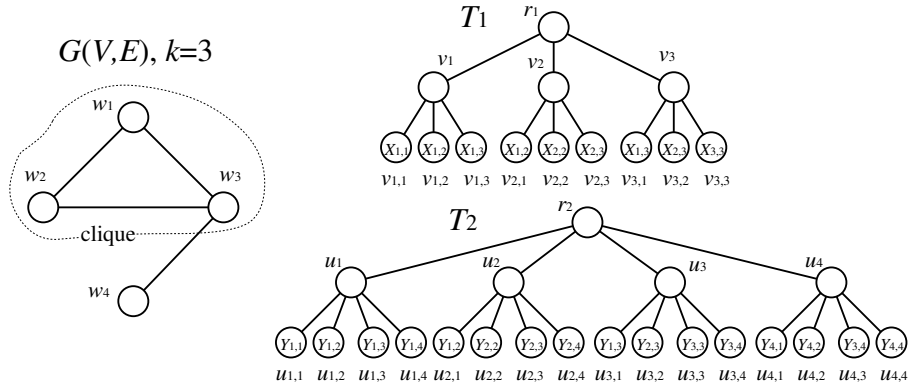 G(V,E), k=3
w1
w2
w3
clique
w4
T1
r1
v1 v2 v3
X1,1 X1,2 X1,3 X1,2 X2,2 X2,3 X1,3 X2,3 X3,3
v1,1 v1,2 v1,3 v2,1 v2,2 v2,3 v3,1 v3,2 v3,3
T2
r2
u1 u2 u3 u4
Y1,1 Y1,2 Y1,3 Y1,4 Y1,2 Y2,2 Y2,3 Y2,4 Y1,3 Y2,3 Y3,3 Y3,4 Y4,1 Y4,2 Y3,4 Y4,4
u1,1 u1,2 u1,3 u1,4 u2,1 u2,2 u2,3 u2,4 u3,1 u3,2 u3,3 u3,4 u4,1 u4,2 u4,3 u4,4